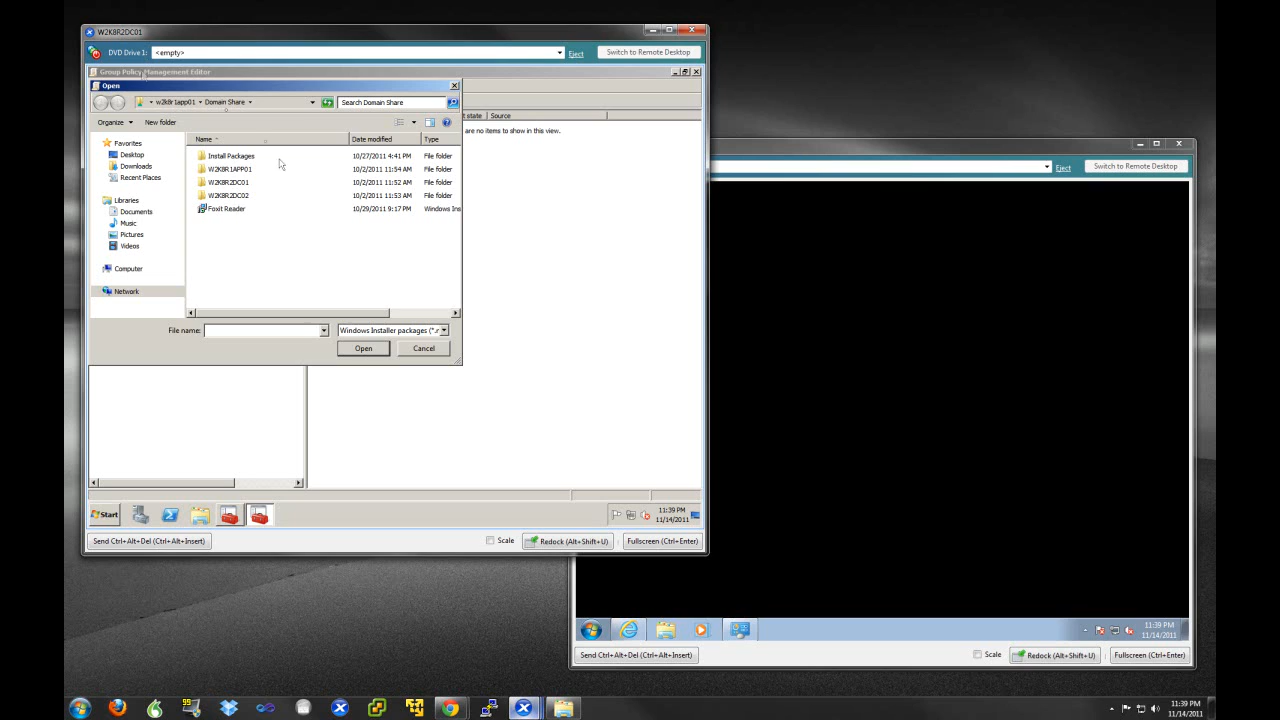 W2K8R2DC01
DVD Drive 1: <empty> Eject Switch to Remote Desktop
Group Policy Management Editor
Open
w2k8r1app01 Domain Share Search Domain Share
Organize New folder
t state Source
are no items to show in this view.
Name Date modified Type
Favorites
Desktop
Downloads
Recent Places
Libraries
Documents
Music
Pictures
Videos
Computer
Network
Install Packages 10/27/2011 4:41 PM File folder
W2K8R1APP01 10/2/2011 11:54 AM File folder
W2K8R2DC01 10/2/2011 11:52 AM File folder
W2K8R2DC02 10/2/2011 11:53 AM File folder
Foxit Reader 10/29/2011 9:17 PM Windows Ins
File name: Windows Installer packages (*.
Open Cancel
Start
11:39 PM
11/14/2011
Send Ctrl+Alt+Del (Ctrl+Alt+Insert) Scale Redock (Alt+Shift+U) Fullscreen (Ctrl+Enter)
Eject Switch to Remote Desktop
11:39 PM
11/14/2011
Send Ctrl+Alt+Del (Ctrl+Alt+Insert) Scale Redock (Alt+Shift+U) Fullscreen (Ctrl+Enter)
99
11:39 PM
11/14/2011